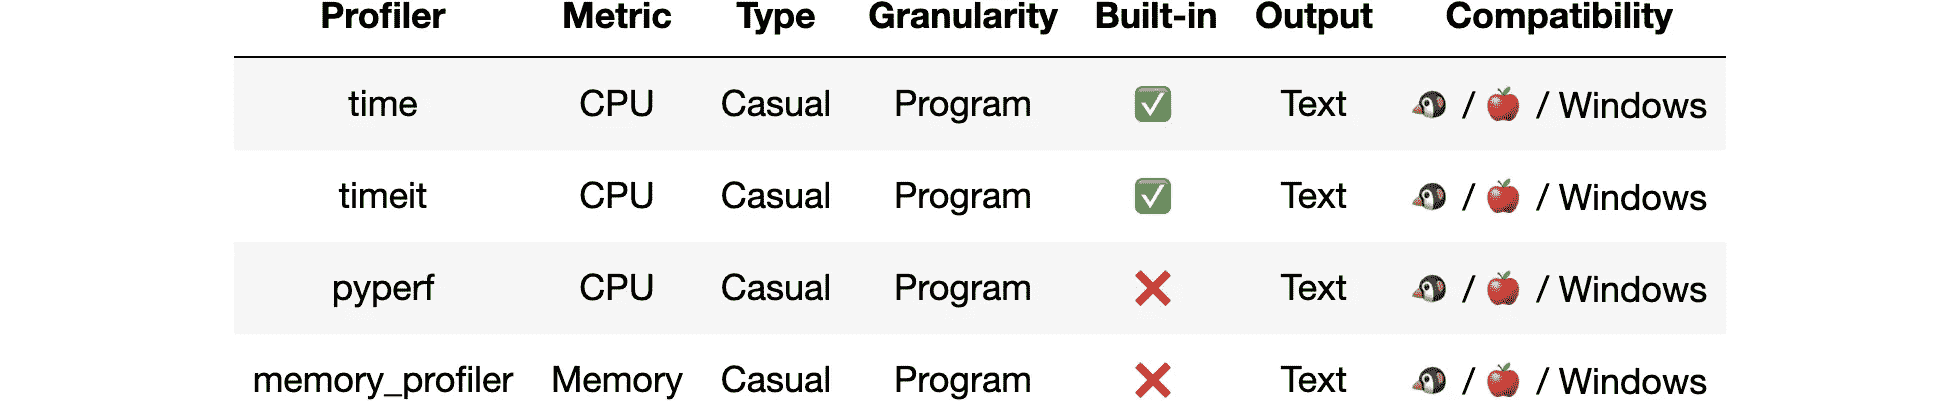 Profiler Metric Type Granularity Built-in Output Compatibility
time CPU Casual Program ✅ Text 🐧 / 🍎 / Windows
timeit CPU Casual Program ✅ Text 🐧 / 🍎 / Windows
pyperf CPU Casual Program ❌ Text 🐧 / 🍎 / Windows
memory_profiler Memory Casual Program ❌ Text 🐧 / 🍎 / Windows